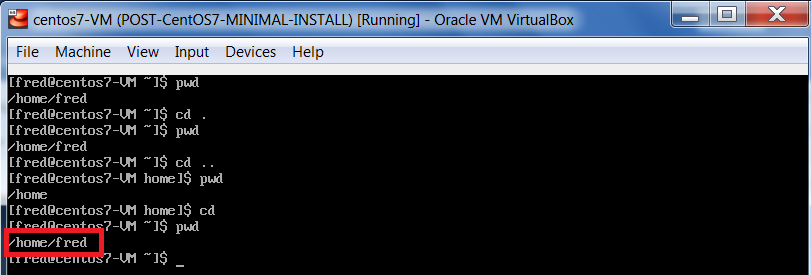 centos7-VM (POST-CentOS7-MINIMAL-INSTALL) [Running] - Oracle VM VirtualBox
File Machine View Input Devices Help
[fred@centos7-VM ~]$ pwd
/home/fred
[fred@centos7-VM ~]$ cd .
[fred@centos7-VM ~]$ pwd
/home/fred
[fred@centos7-VM ~]$ cd ..
[fred@centos7-VM home]$ pwd
/home
[fred@centos7-VM home]$ cd
[fred@centos7-VM ~]$ pwd
/home/fred
[fred@centos7-VM ~]$ _